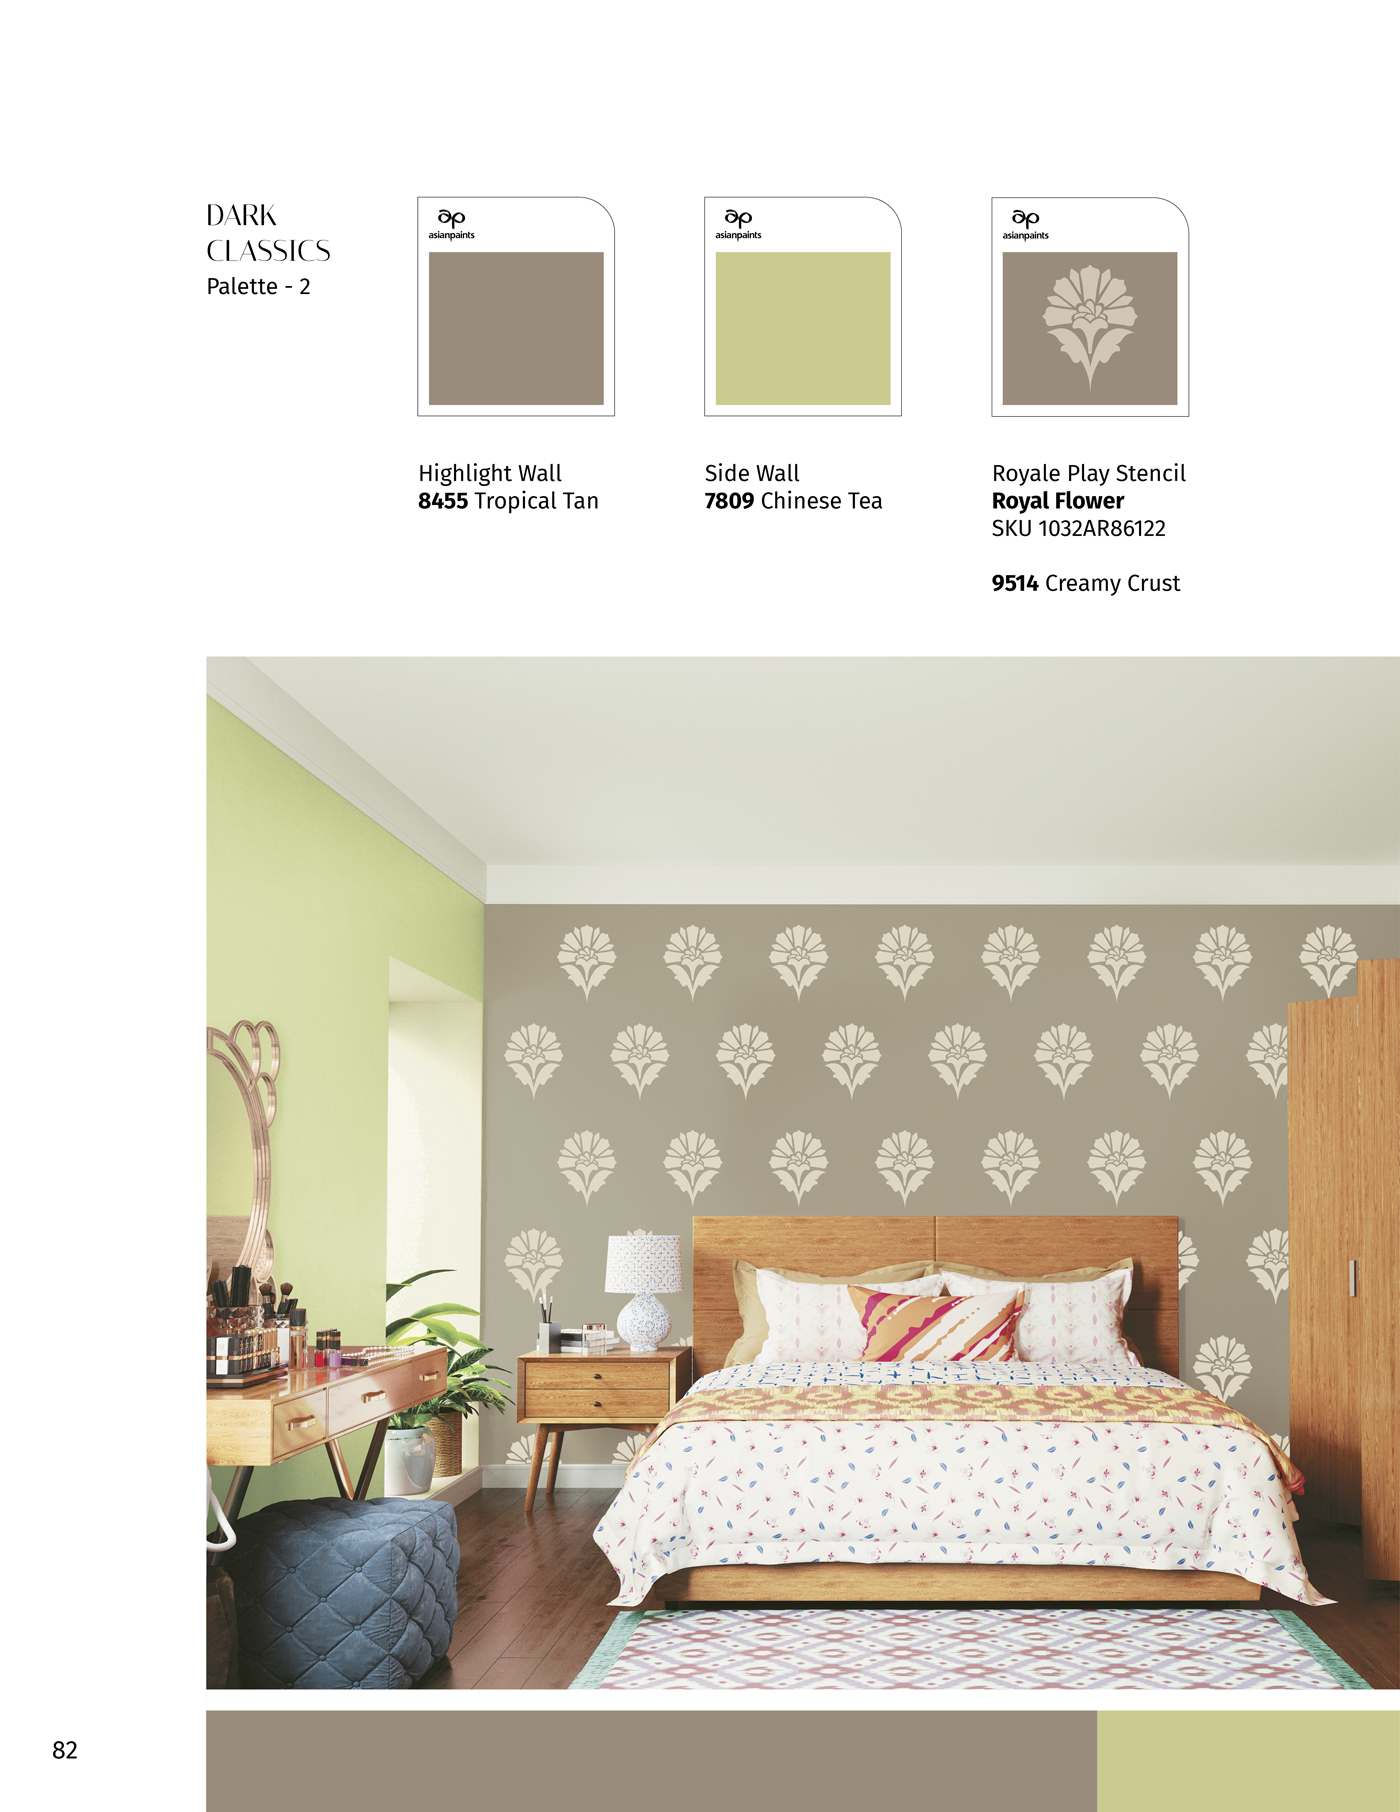 DARK
CLASSICS
Palette - 2
ap
asianpaints
ap
asianpaints
ap
asianpaints
Highlight Wall
8455 Tropical Tan
Side Wall
7809 Chinese Tea
Royale Play Stencil
Royal Flower
SKU 1032AR86122
9514 Creamy Crust
82